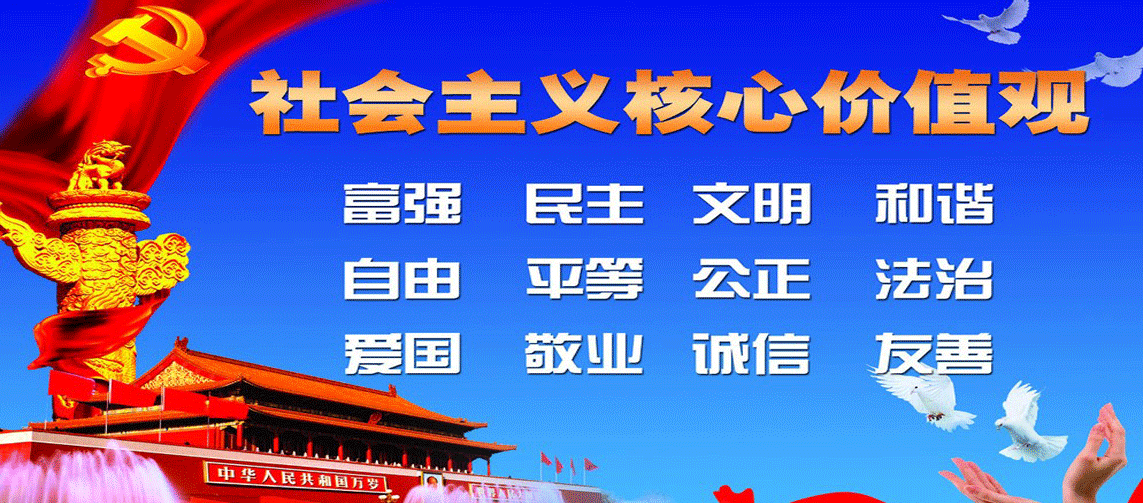 社会主义核心价值观
富强 民主 文明 和谐
自由 平等 公正 法治
爱国 敬业 诚信 友善
中华人民共和国万岁